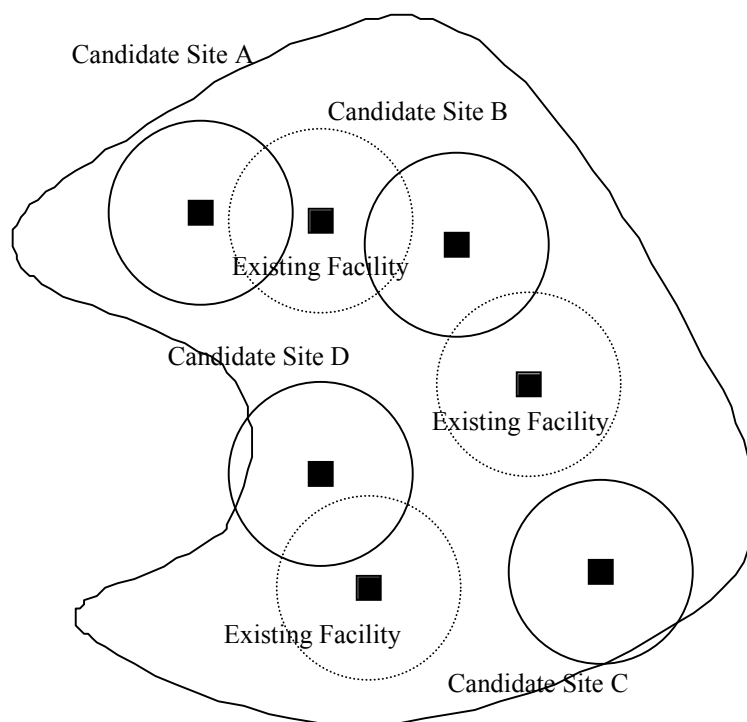 Candidate Site A
Candidate Site B
Existing Facility
Candidate Site D
Existing Facility
Existing Facility
Candidate Site C